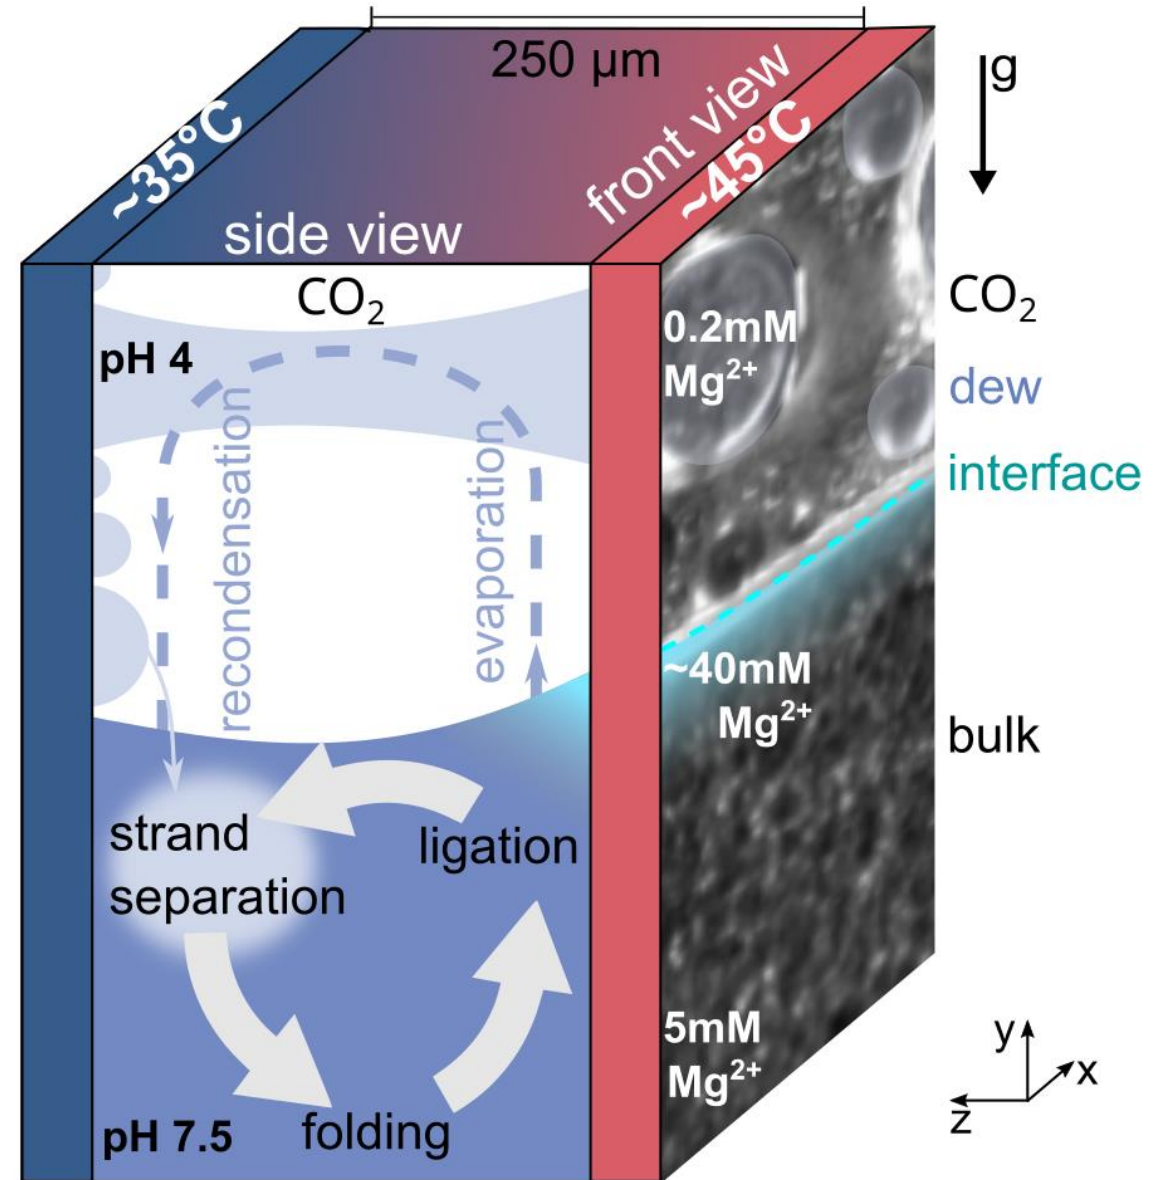 250 µm
g
~35°C
front view
~45°C
side view
CO₂
pH 4
recondensation
evaporation
0.2mM
Mg²⁺
CO₂
dew
interface
~40mM
Mg²⁺
bulk
strand
separation
ligation
folding
pH 7.5
5mM
Mg²⁺
y
x
z